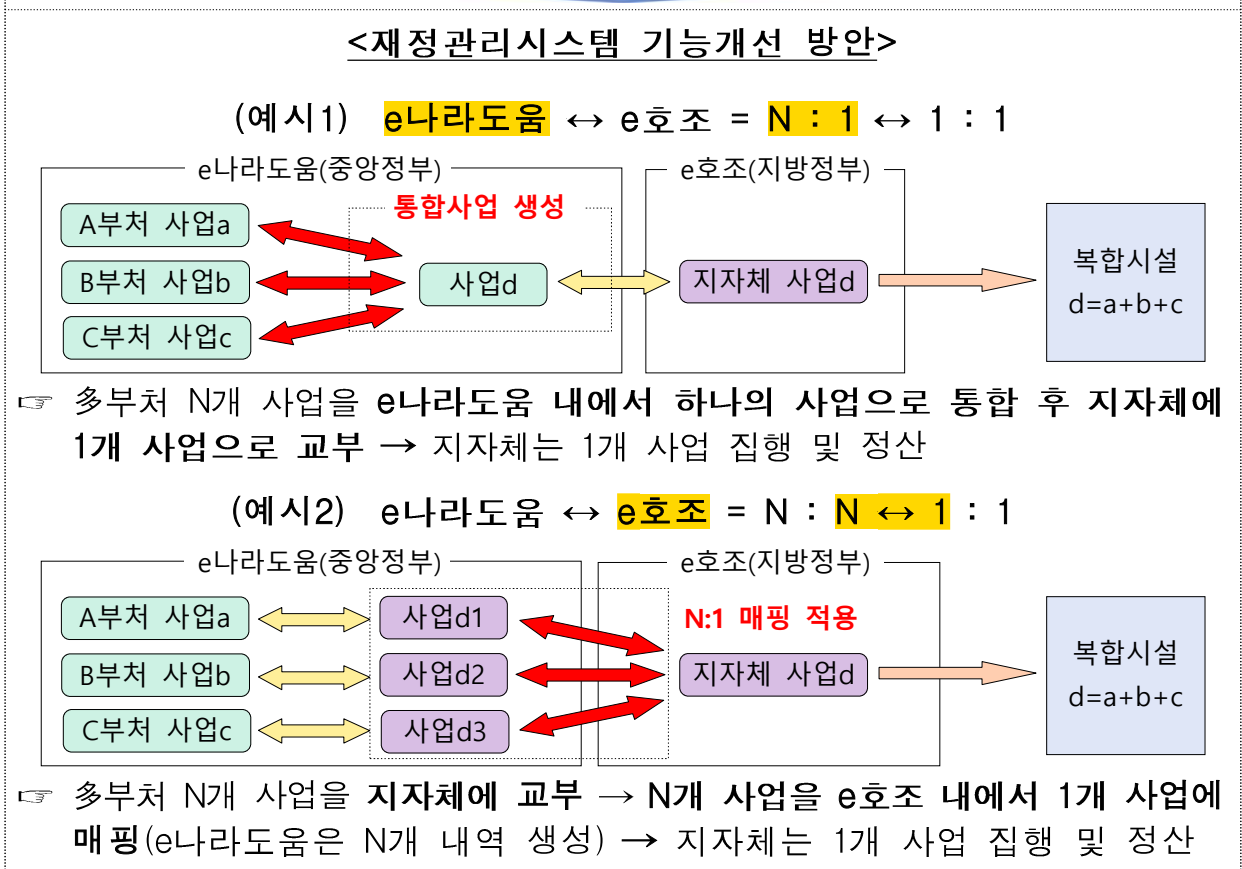 <재정관리시스템 기능개선 방안>
(예시1) e나라도움 ↔ e호조 = N : 1 ↔ 1 : 1
e나라도움(중앙정부)
e호조(지방정부)
통합사업 생성
A부처 사업a
B부처 사업b
C부처 사업c
사업d
지자체 사업d
복합시설
d=a+b+c
☞ 多부처 N개 사업을 e나라도움 내에서 하나의 사업으로 통합 후 지자체에
1개 사업으로 교부 → 지자체는 1개 사업 집행 및 정산
(예시2) e나라도움 ↔ e호조 = N : N ↔ 1 : 1
e나라도움(중앙정부)
e호조(지방정부)
A부처 사업a
B부처 사업b
C부처 사업c
사업d1
사업d2
사업d3
N:1 매핑 적용
지자체 사업d
복합시설
d=a+b+c
☞ 多부처 N개 사업을 지자체에 교부 → N개 사업을 e호조 내에서 1개 사업에
매핑(e나라도움은 N개 내역 생성) → 지자체는 1개 사업 집행 및 정산